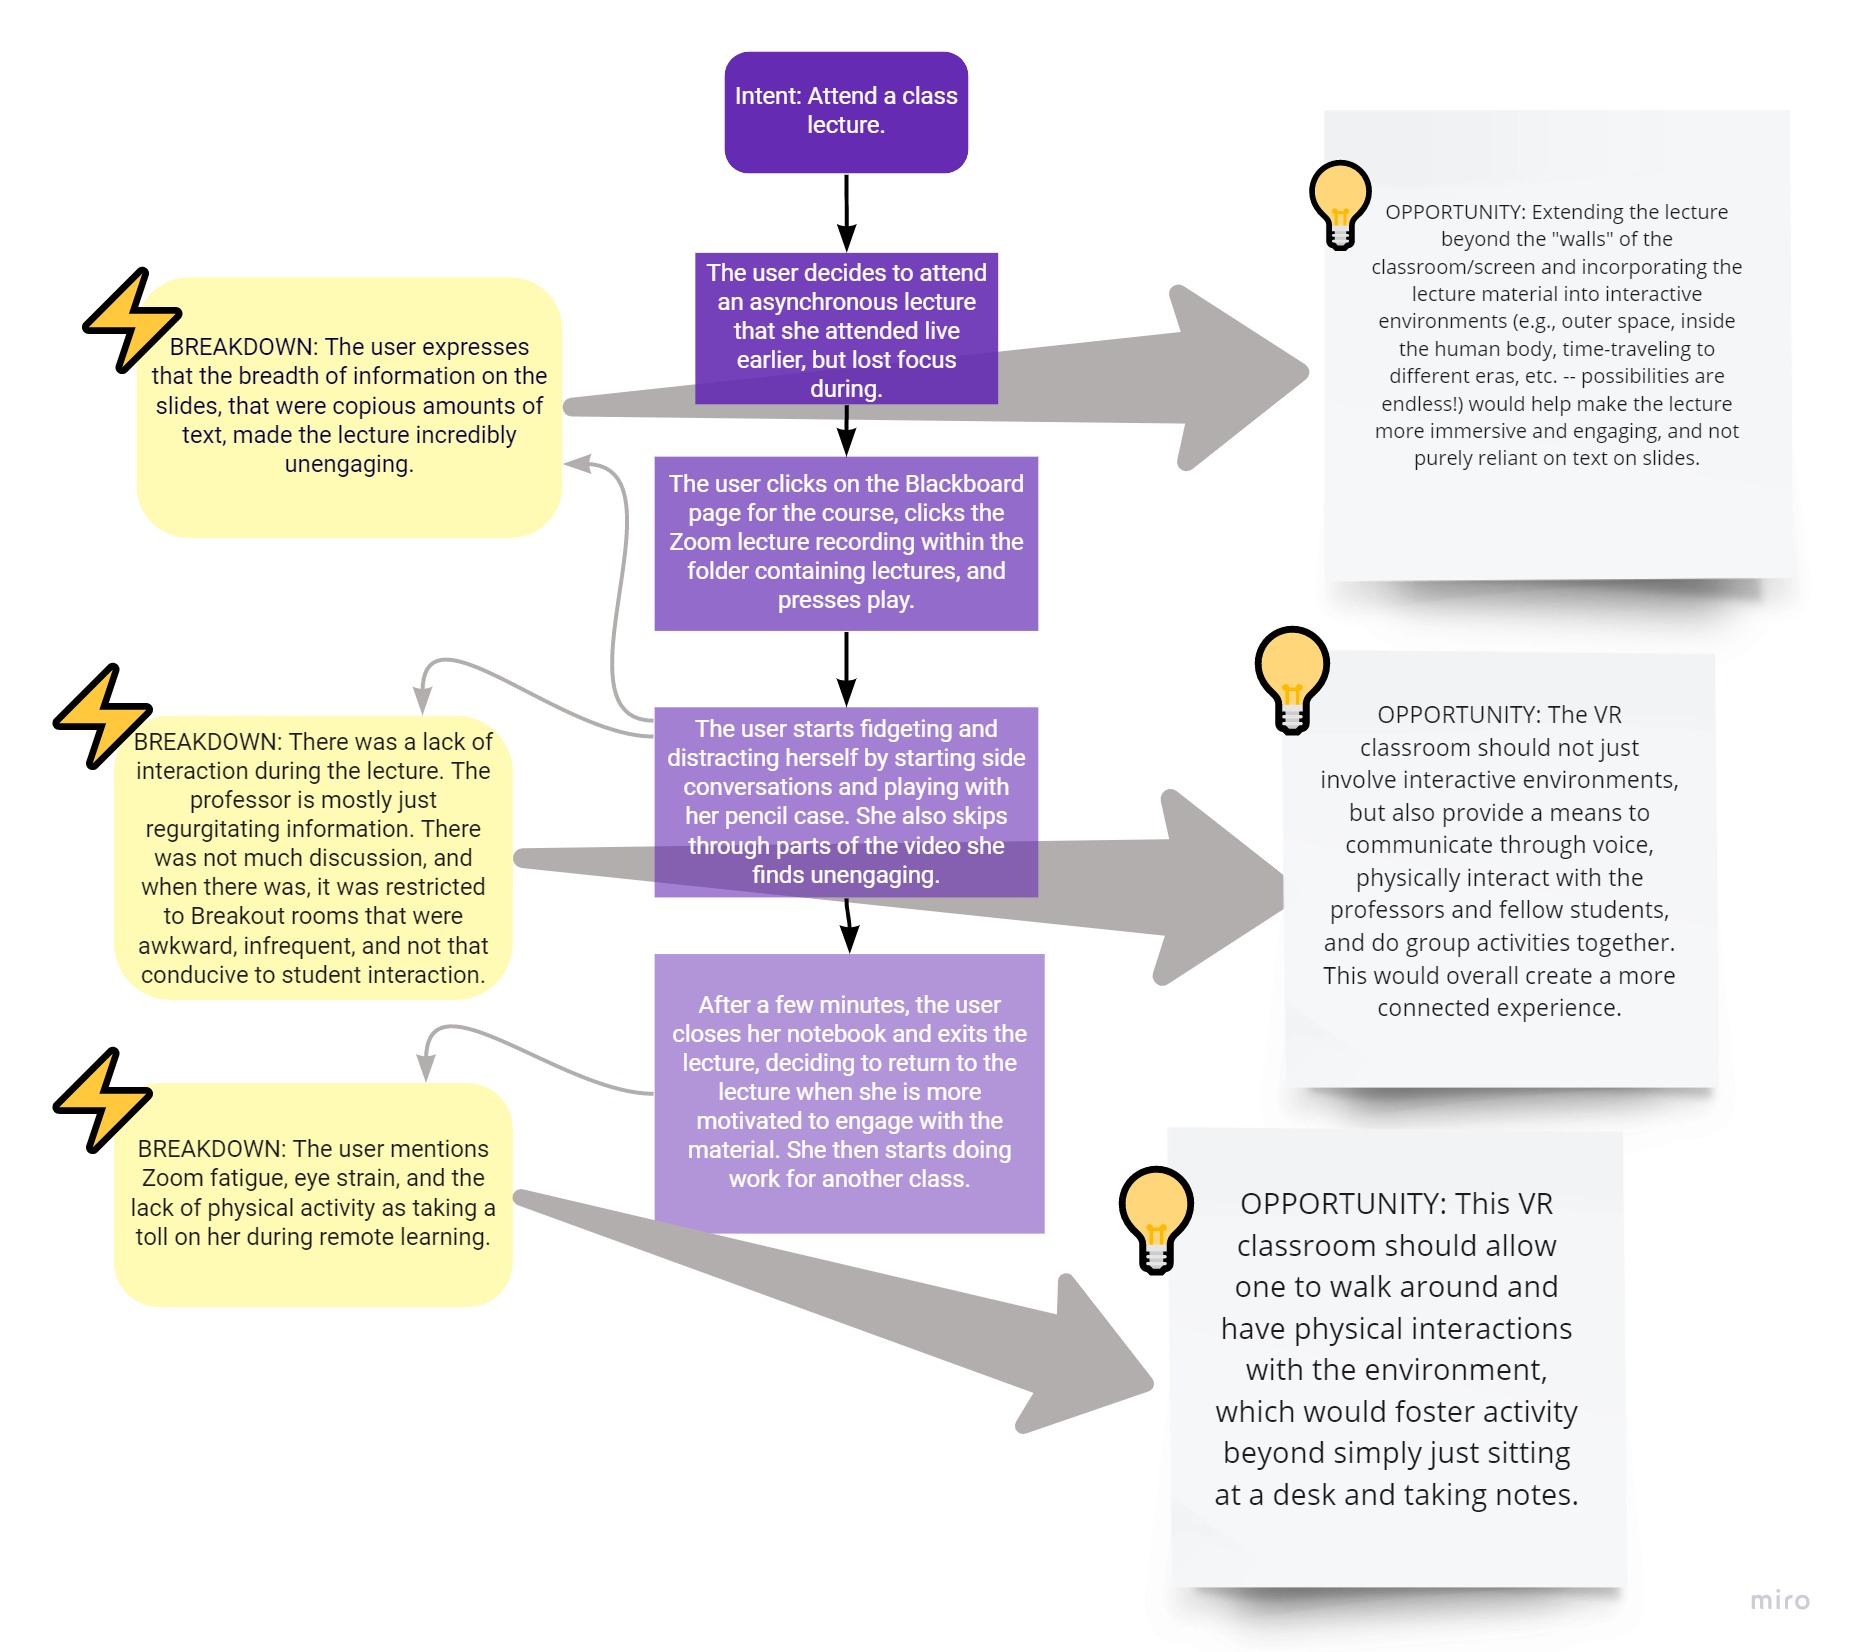 Intent: Attend a class
lecture.
The user decides to attend
an asynchronous lecture
that she attended live
earlier, but lost focus
during.
The user clicks on the Blackboard
page for the course, clicks the
Zoom lecture recording within the
folder containing lectures, and
presses play.
The user starts fidgeting and
distracting herself by starting side
conversations and playing with
her pencil case. She also skips
through parts of the video she
finds unengaging.
After a few minutes, the user
closes her notebook and exits the
lecture, deciding to return to the
lecture when she is more
motivated to engage with the
material. She then starts doing
work for another class.
BREAKDOWN: The user expresses
that the breadth of information on the
slides, that were copious amounts of
text, made the lecture incredibly
unengaging.
BREAKDOWN: There was a lack of
interaction during the lecture. The
professor is mostly just
regurgitating information. There
was not much discussion, and
when there was, it was restricted
to Breakout rooms that were
awkward, infrequent, and not that
conducive to student interaction.
BREAKDOWN: The user mentions
Zoom fatigue, eye strain, and the
lack of physical activity as taking a
toll on her during remote learning.
OPPORTUNITY: Extending the lecture
beyond the "walls" of the
classroom/screen and incorporating the
lecture material into interactive
environments (e.g., outer space, inside
the human body, time-traveling to
different eras, etc. -- possibilities are
endless!) would help make the lecture
more immersive and engaging, and not
purely reliant on text on slides.
OPPORTUNITY: The VR
classroom should not just
involve interactive environments,
but also provide a means to
communicate through voice,
physically interact with the
professors and fellow students,
and do group activities together.
This would overall create a more
connected experience.
OPPORTUNITY: This VR
classroom should allow
one to walk around and
have physical interactions
with the environment,
which would foster activity
beyond simply just sitting
at a desk and taking notes.
miro